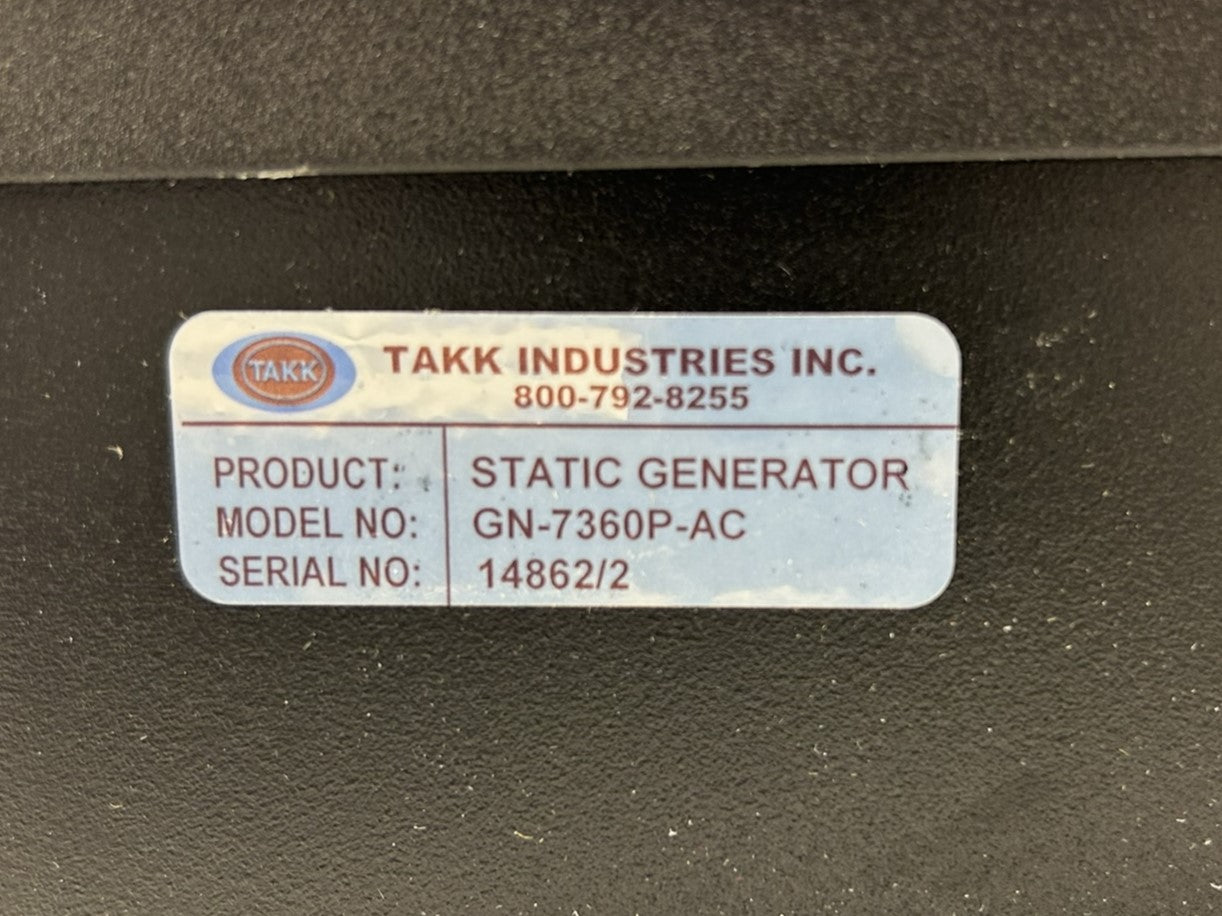 TAKK
TAKK INDUSTRIES INC.
800-792-8255
PRODUCT: STATIC GENERATOR
MODEL NO: GN-7360P-AC
SERIAL NO: 14862/2